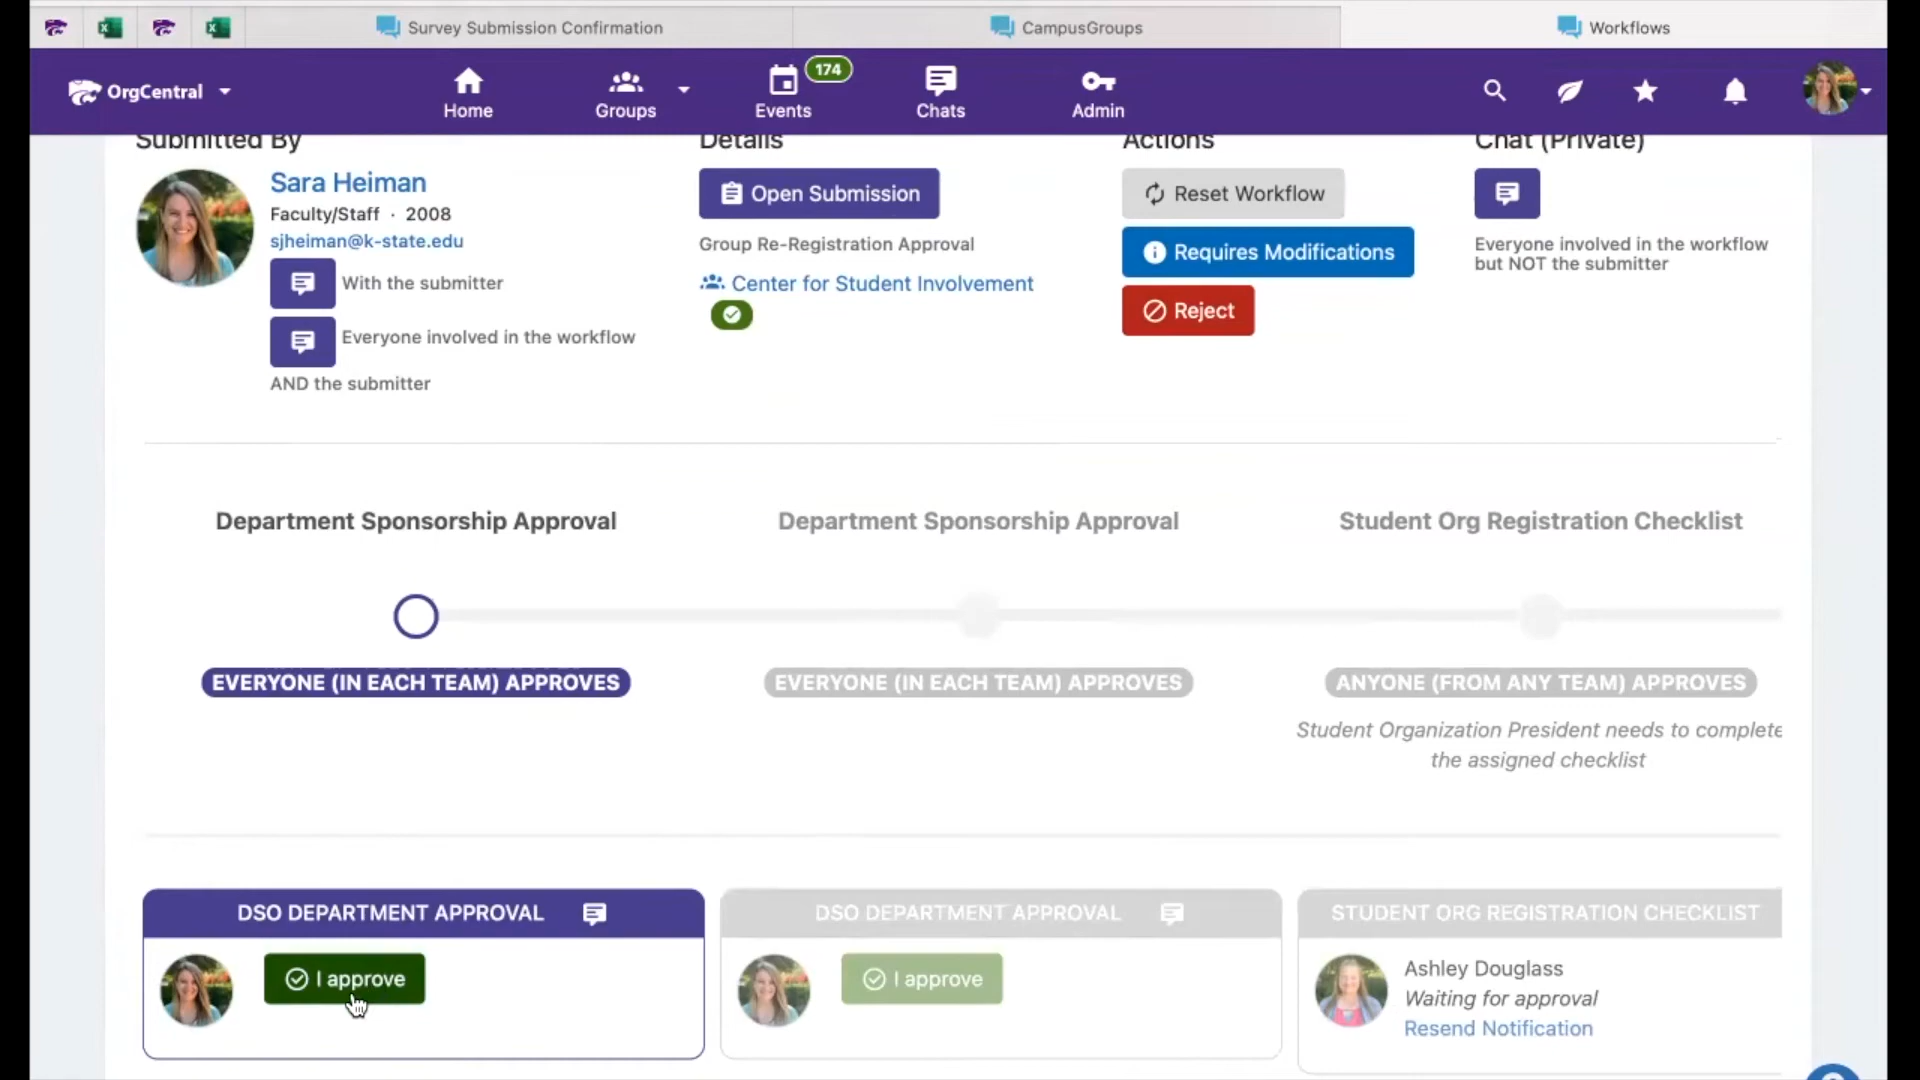 Survey Submission Confirmation
CampusGroups
Workflows
OrgCentral
Home
Groups
174
Events
Chats
Admin
Submitted By
Details
Actions
Chat (Private)
Sara Heiman
Faculty/Staff · 2008
sjheiman@k-state.edu
With the submitter
Everyone involved in the workflow
AND the submitter
Open Submission
Group Re-Registration Approval
Center for Student Involvement
Reset Workflow
Requires Modifications
Reject
Everyone involved in the workflow
but NOT the submitter
Department Sponsorship Approval
Department Sponsorship Approval
Student Org Registration Checklist
EVERYONE (IN EACH TEAM) APPROVES
EVERYONE (IN EACH TEAM) APPROVES
ANYONE (FROM ANY TEAM) APPROVES
Student Organization President needs to complete
the assigned checklist
DSO DEPARTMENT APPROVAL
I approve
DSO DEPARTMENT APPROVAL
I approve
STUDENT ORG REGISTRATION CHECKLIST
Ashley Douglass
Waiting for approval
Resend Notification